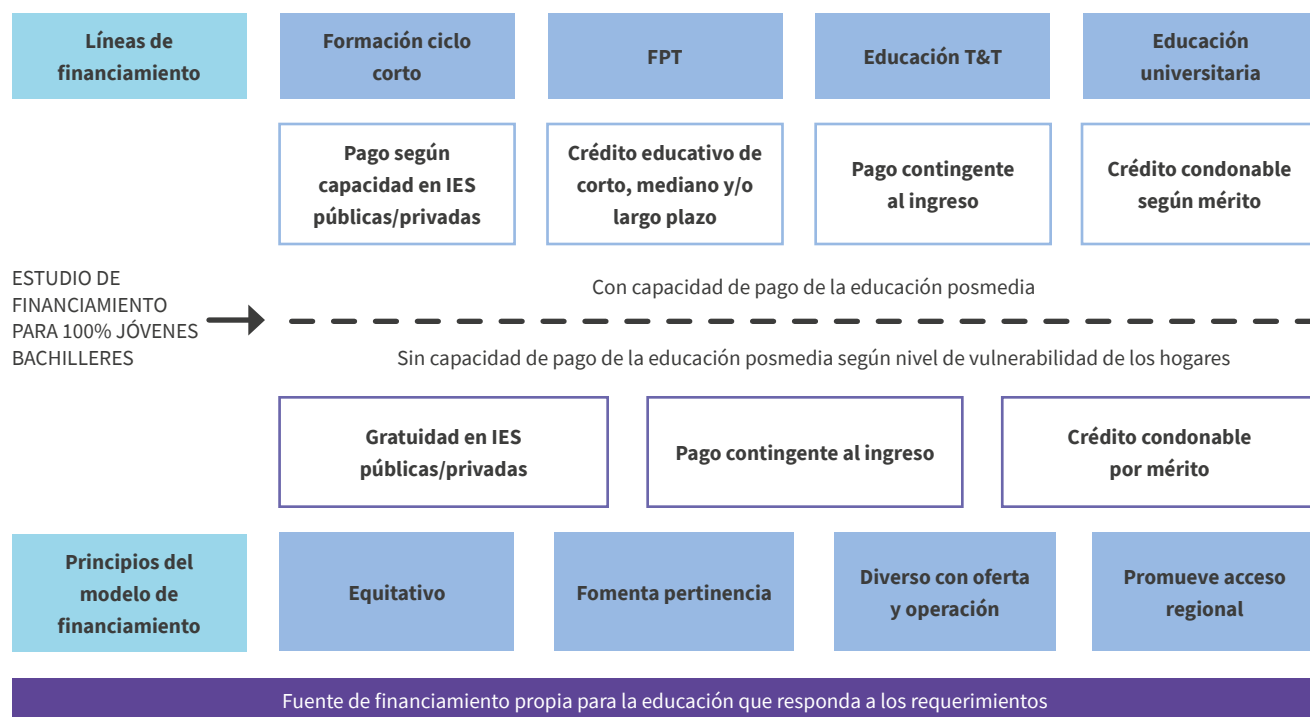 Líneas de
financiamiento
Formación ciclo
corto
FPT
Educación T&T
Educación
universitaria
Pago según
capacidad en IES
públicas/privadas
Crédito educativo de
corto, mediano y/o
largo plazo
Pago contingente
al ingreso
Crédito condonable
según mérito
ESTUDIO DE
FINANCIAMIENTO
PARA 100% JÓVENES
BACHILLERES
Con capacidad de pago de la educación posmedia
Sin capacidad de pago de la educación posmedia según nivel de vulnerabilidad de los hogares
Gratuidad en IES
públicas/privadas
Pago contingente al ingreso
Crédito condonable
por mérito
Principios del
modelo de
financiamiento
Equitativo
Fomenta pertinencia
Diverso con oferta
y operación
Promueve acceso
regional
Fuente de financiamiento propia para la educación que responda a los requerimientos